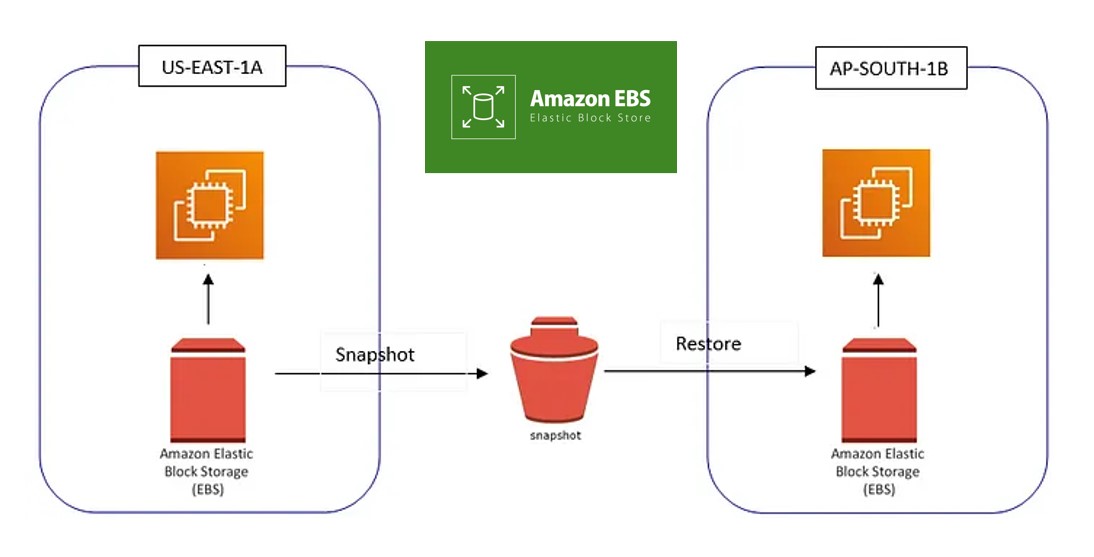 US-EAST-1A
Amazon EBS
Elastic Block Store
AP-SOUTH-1B
Snapshot
Restore
snapshot
Amazon Elastic
Block Storage
(EBS)
Amazon Elastic
Block Storage
(EBS)